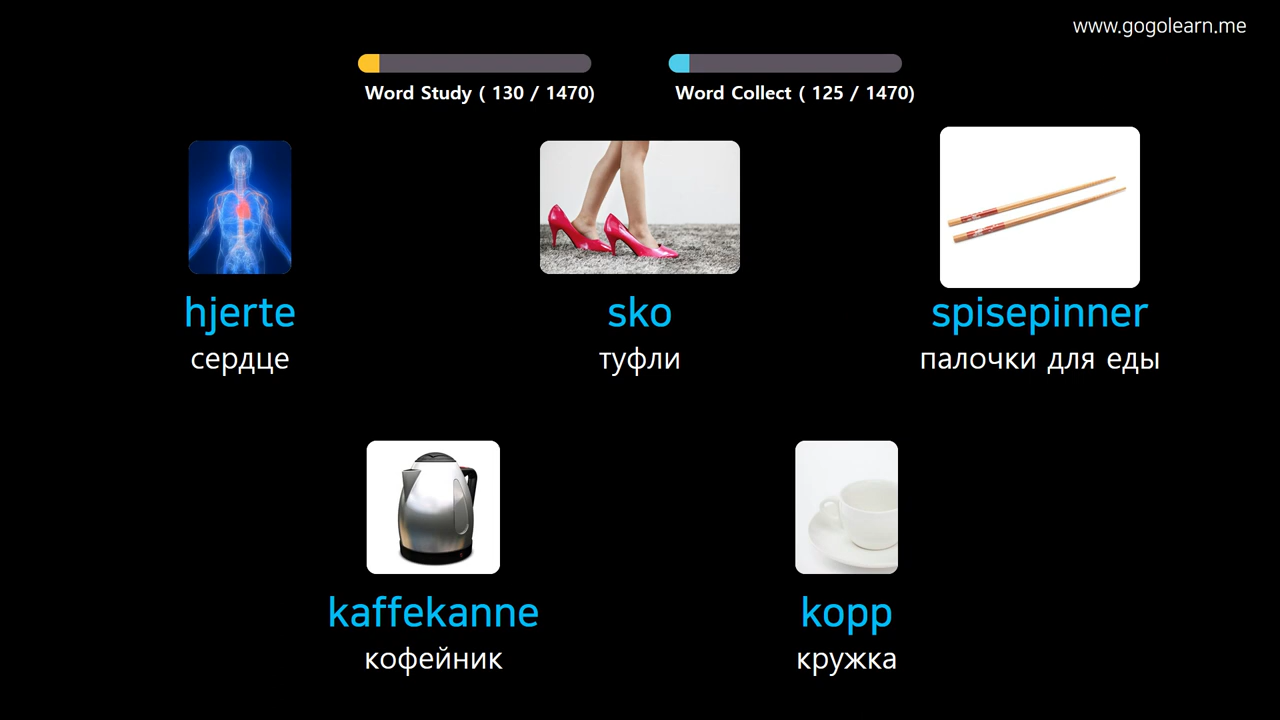 www.gogolearn.me
Word Study ( 130 / 1470)
Word Collect ( 125 / 1470)
hjerte
сердце
sko
туфли
spisepinner
палочки для еды
kaffekanne
кофейник
kopp
кружка